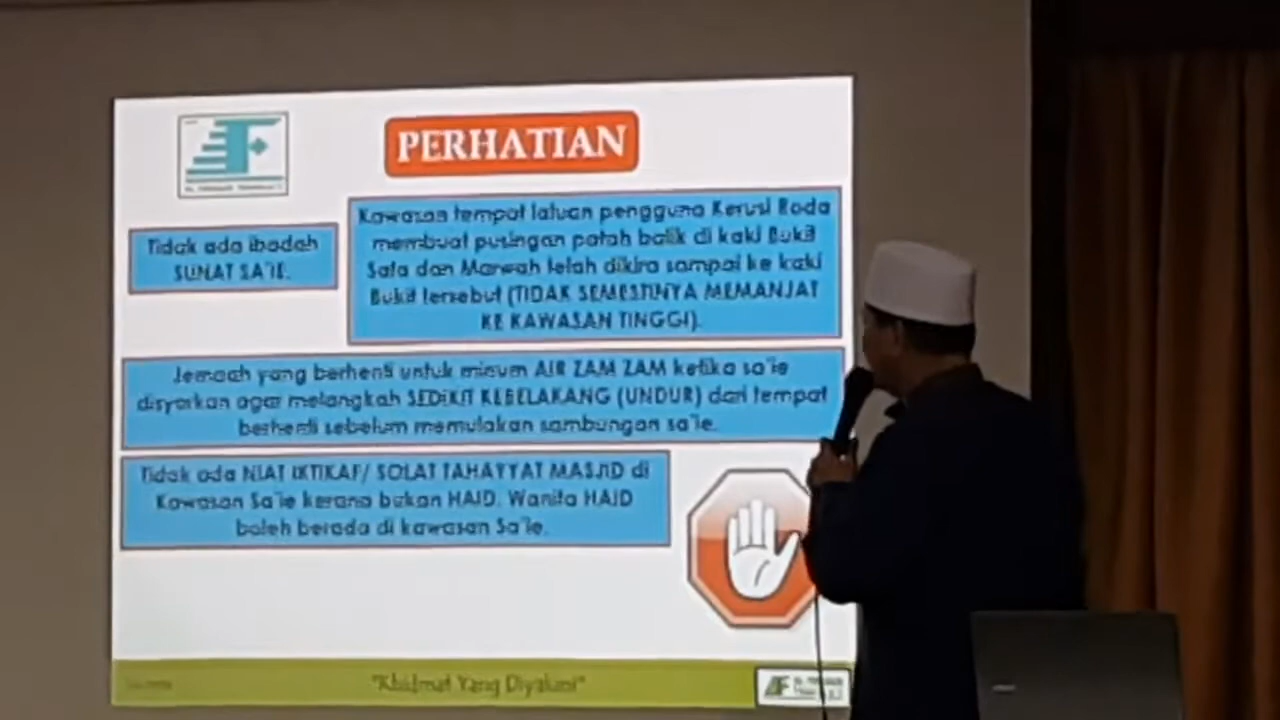 PERHATIAN
Tidak ada ibadah
SUNAT SA'IE.
Kawasan tempat laluan pengguna Kerusi Roda
membuat pusingan patah balik di kaki Bukit
Safa dan Marwah telah dikira sampai ke kaki
Bukit tersebut (TIDAK SEMESTINYA MEMANJAT
KE KAWASAN TINGGI).
Jemaah yang berhenti untuk minum AIR ZAM ZAM ketika sa'ie
disyorkan agar melangkah SEDIKIT KEBELAKANG (UNDUR) dari tempat
berhenti sebelum memulakan sambungan sa'ie.
Tidak ada NIAT IKTIKAF/ SOLAT TAHAYYAT MASJID di
Kawasan Sa'ie kerana bukan HAID. Wanita HAID
boleh berada di kawasan Sa'ie.
"Khidmat Yang Diyakini"